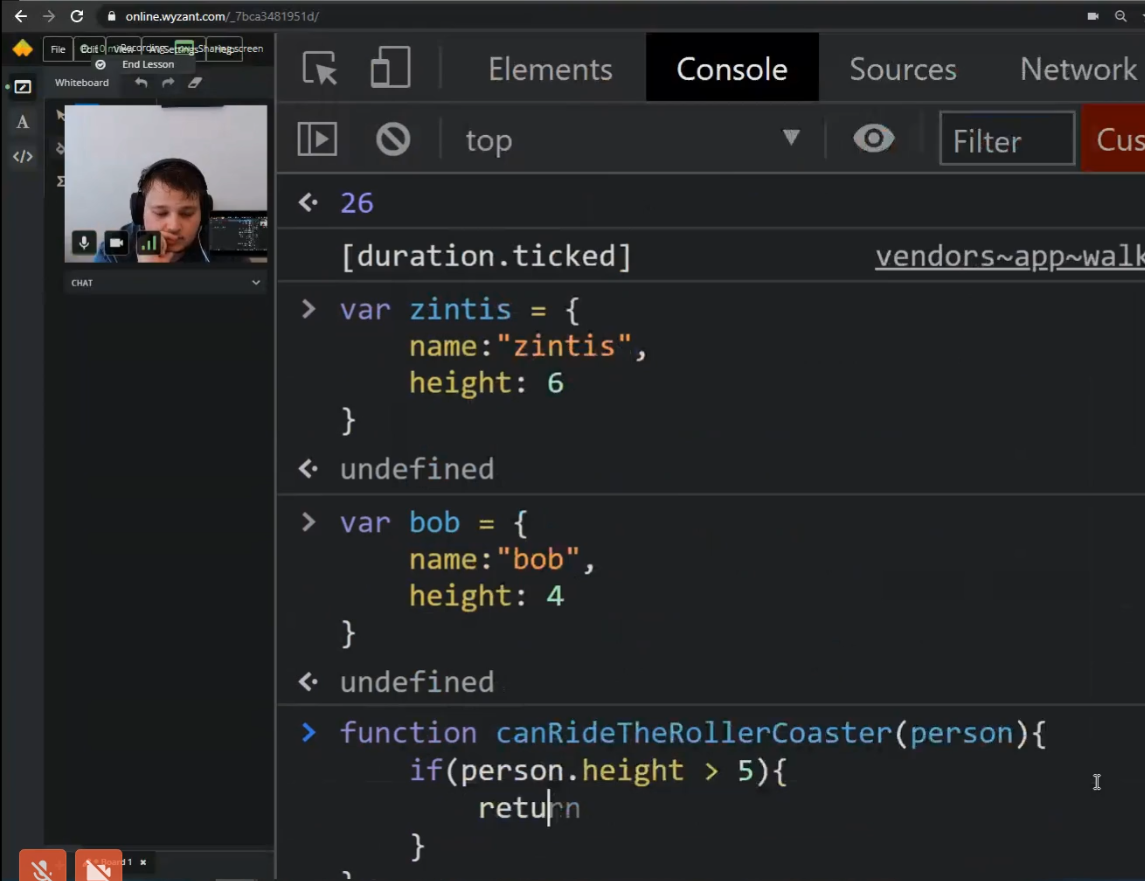 online.wyzant.com/_7bca3481951d/
File
Edit
View
Settings
Help
Recording
Sharing screen
End Lesson
Whiteboard
A
</>
Σ
CHAT
Board 1
Elements Console Sources Network
top Filter Cus
26
[duration.ticked] vendors~app~walk
var zintis = {
name:"zintis",
height: 6
}
undefined
var bob = {
name:"bob",
height: 4
}
undefined
function canRideTheRollerCoaster(person){
if(person.height > 5){
return
}
}